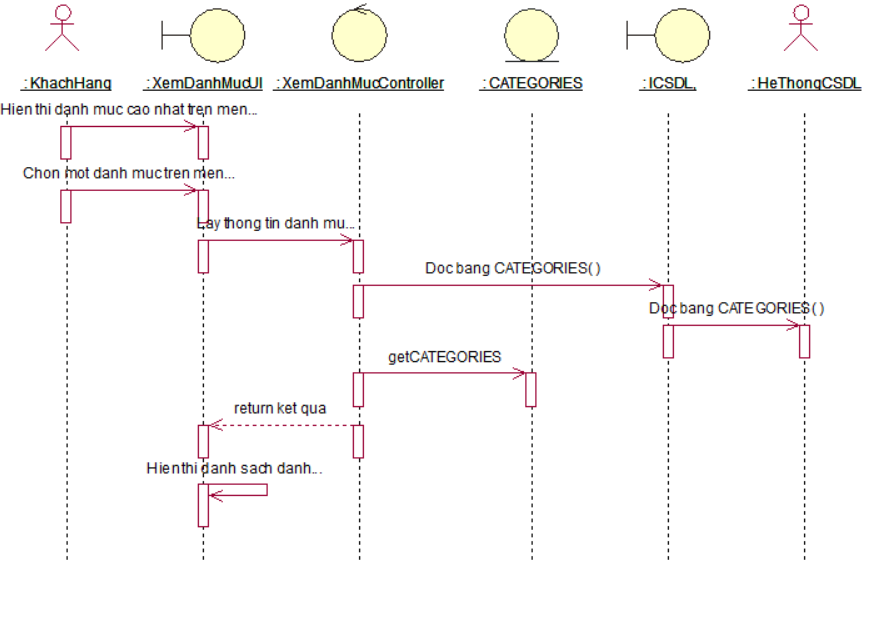 : KhachHang
: XemDanhMucUI
: XemDanhMucController
: CATEGORIES
: ICSDL,
: HeThongCSDL
Hien thi danh muc cao nhat tren men...
Chon mot danh muc tren men...
Lay thong tin danh mu...
Doc bang CATEGORIES( )
Doc bang CATEGORIES( )
getCATEGORIES
return ket qua
Hien thi danh sach danh...